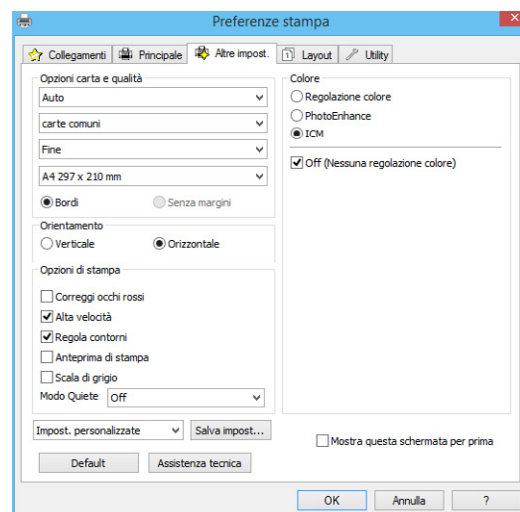 Preferenze stampa
Collegamenti Principale Altre impost. 1 Layout Utility
Opzioni carta e qualità
Auto
carte comuni
Fine
A4 297 x 210 mm
Bordi Senza margini
Orientamento
Verticale Orizzontale
Opzioni di stampa
Correggi occhi rossi
Alta velocità
Regola contorni
Anteprima di stampa
Scala di grigio
Modo Quiete Off
Impost. personalizzate Salva impost...
Default Assistenza tecnica
Colore
Regolazione colore
PhotoEnhance
ICM
Off (Nessuna regolazione colore)
Mostra questa schermata per prima
OK Annulla ?